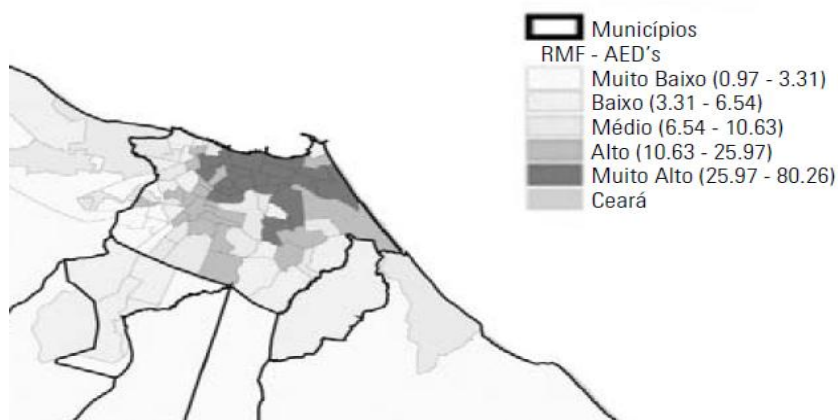 Municípios
RMF - AED's
Muito Baixo (0.97 - 3.31)
Baixo (3.31 - 6.54)
Médio (6.54 - 10.63)
Alto (10.63 - 25.97)
Muito Alto (25.97 - 80.26)
Ceará